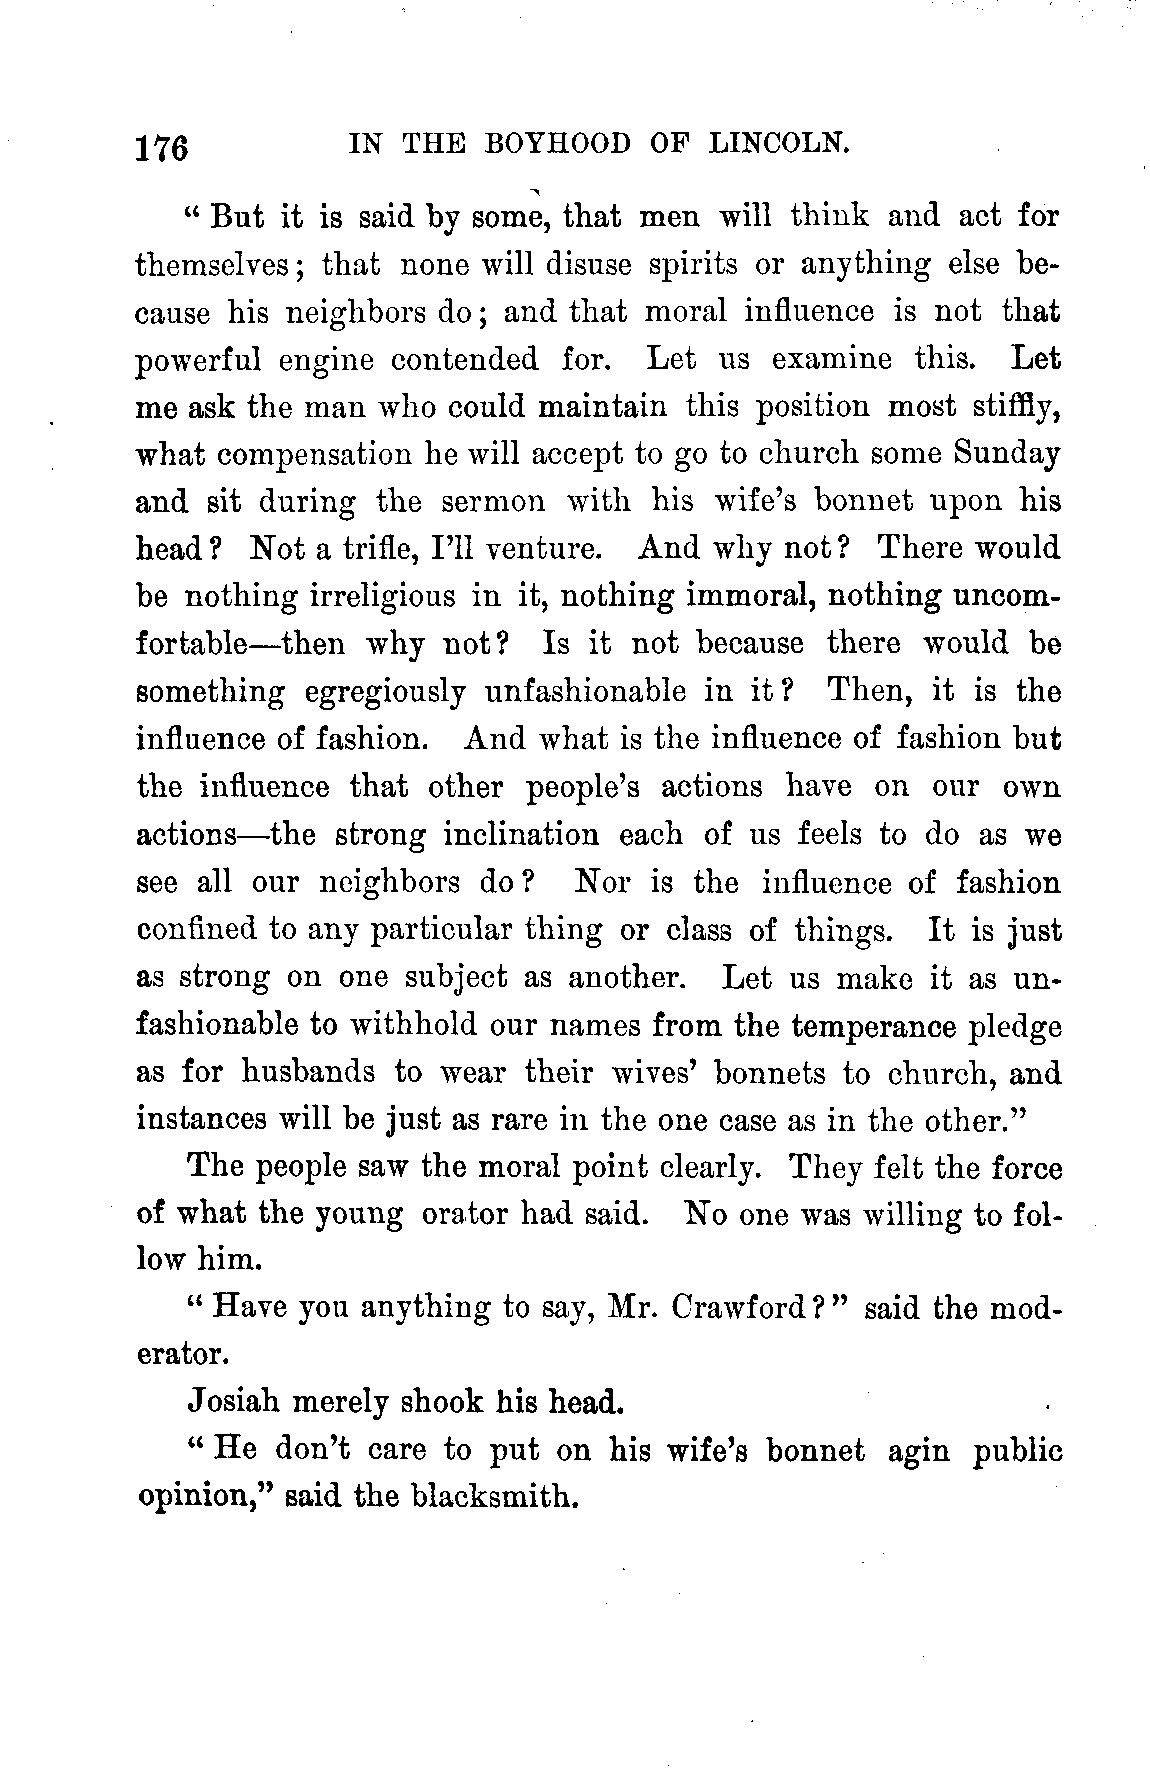 176 IN THE BOYHOOD OF LINCOLN.
“ But it is said by some, that men will think and act for
themselves; that none will disuse spirits or anything else be-
cause his neighbors do; and that moral influence is not that
powerful engine contended for. Let us examine this. Let
me ask the man who could maintain this position most stiffly,
what compensation he will accept to go to church some Sunday
and sit during the sermon with his wife’s bonnet upon his
head? Not a trifle, I’ll venture. And why not? There would
be nothing irreligious in it, nothing immoral, nothing uncom-
fortable—then why not? Is it not because there would be
something egregiously unfashionable in it? Then, it is the
influence of fashion. And what is the influence of fashion but
the influence that other people’s actions have on our own
actions—the strong inclination each of us feels to do as we
see all our neighbors do? Nor is the influence of fashion
confined to any particular thing or class of things. It is just
as strong on one subject as another. Let us make it as un-
fashionable to withhold our names from the temperance pledge
as for husbands to wear their wives’ bonnets to church, and
instances will be just as rare in the one case as in the other.”
The people saw the moral point clearly. They felt the force
of what the young orator had said. No one was willing to fol-
low him.
“ Have you anything to say, Mr. Crawford?” said the mod-
erator.
Josiah merely shook his head.
“ He don’t care to put on his wife’s bonnet agin public
opinion,” said the blacksmith.